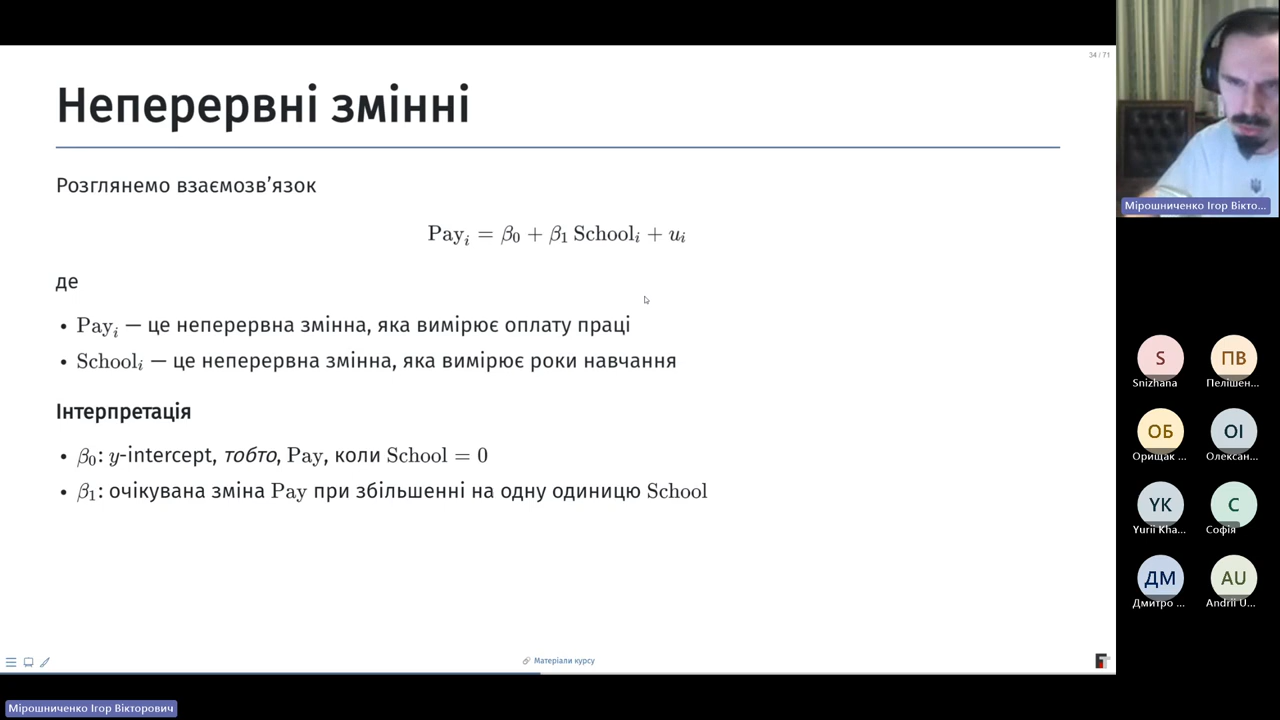 34 / 71
Неперервні змінні
Розглянемо взаємозв’язок
Payᵢ = β₀ + β₁ Schoolᵢ + uᵢ
де
• Payᵢ — це неперервна змінна, яка вимірює оплату праці
• Schoolᵢ — це неперервна змінна, яка вимірює роки навчання
Інтерпретація
• β₀: y-intercept, тобто, Pay, коли School = 0
• β₁: очікувана зміна Pay при збільшенні на одну одиницю School
Матеріали курсу
Мірошниченко Ігор Вікторович
Мірошниченко Ігор Вікто...
S
Snizhana
ПВ
Пелішен...
ОБ
Орищак ...
ОІ
Олексан...
YK
Yurii Kha...
С
Софія
ДМ
Дмитро ...
AU
Andrii U...